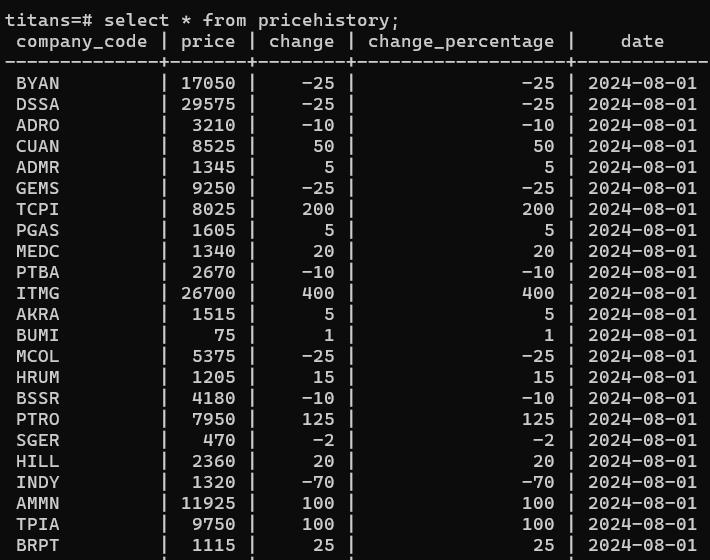 titans=# select * from pricehistory;
company_code | price | change | change_percentage | date
-------------+-------+--------+-------------------+------------
BYAN | 17050 | -25 | -25 | 2024-08-01
DSSA | 29575 | -25 | -25 | 2024-08-01
ADRO | 3210 | -10 | -10 | 2024-08-01
CUAN | 8525 | 50 | 50 | 2024-08-01
ADMR | 1345 | 5 | 5 | 2024-08-01
GEMS | 9250 | -25 | -25 | 2024-08-01
TCPI | 8025 | 200 | 200 | 2024-08-01
PGAS | 1605 | 5 | 5 | 2024-08-01
MEDC | 1340 | 20 | 20 | 2024-08-01
PTBA | 2670 | -10 | -10 | 2024-08-01
ITMG | 26700 | 400 | 400 | 2024-08-01
AKRA | 1515 | 5 | 5 | 2024-08-01
BUMI | 75 | 1 | 1 | 2024-08-01
MCOL | 5375 | -25 | -25 | 2024-08-01
HRUM | 1205 | 15 | 15 | 2024-08-01
BSSR | 4180 | -10 | -10 | 2024-08-01
PTRO | 7950 | 125 | 125 | 2024-08-01
SGER | 470 | -2 | -2 | 2024-08-01
HILL | 2360 | 20 | 20 | 2024-08-01
INDY | 1320 | -70 | -70 | 2024-08-01
AMMN | 11925 | 100 | 100 | 2024-08-01
TPIA | 9750 | 100 | 100 | 2024-08-01
BRPT | 1115 | 25 | 25 | 2024-08-01